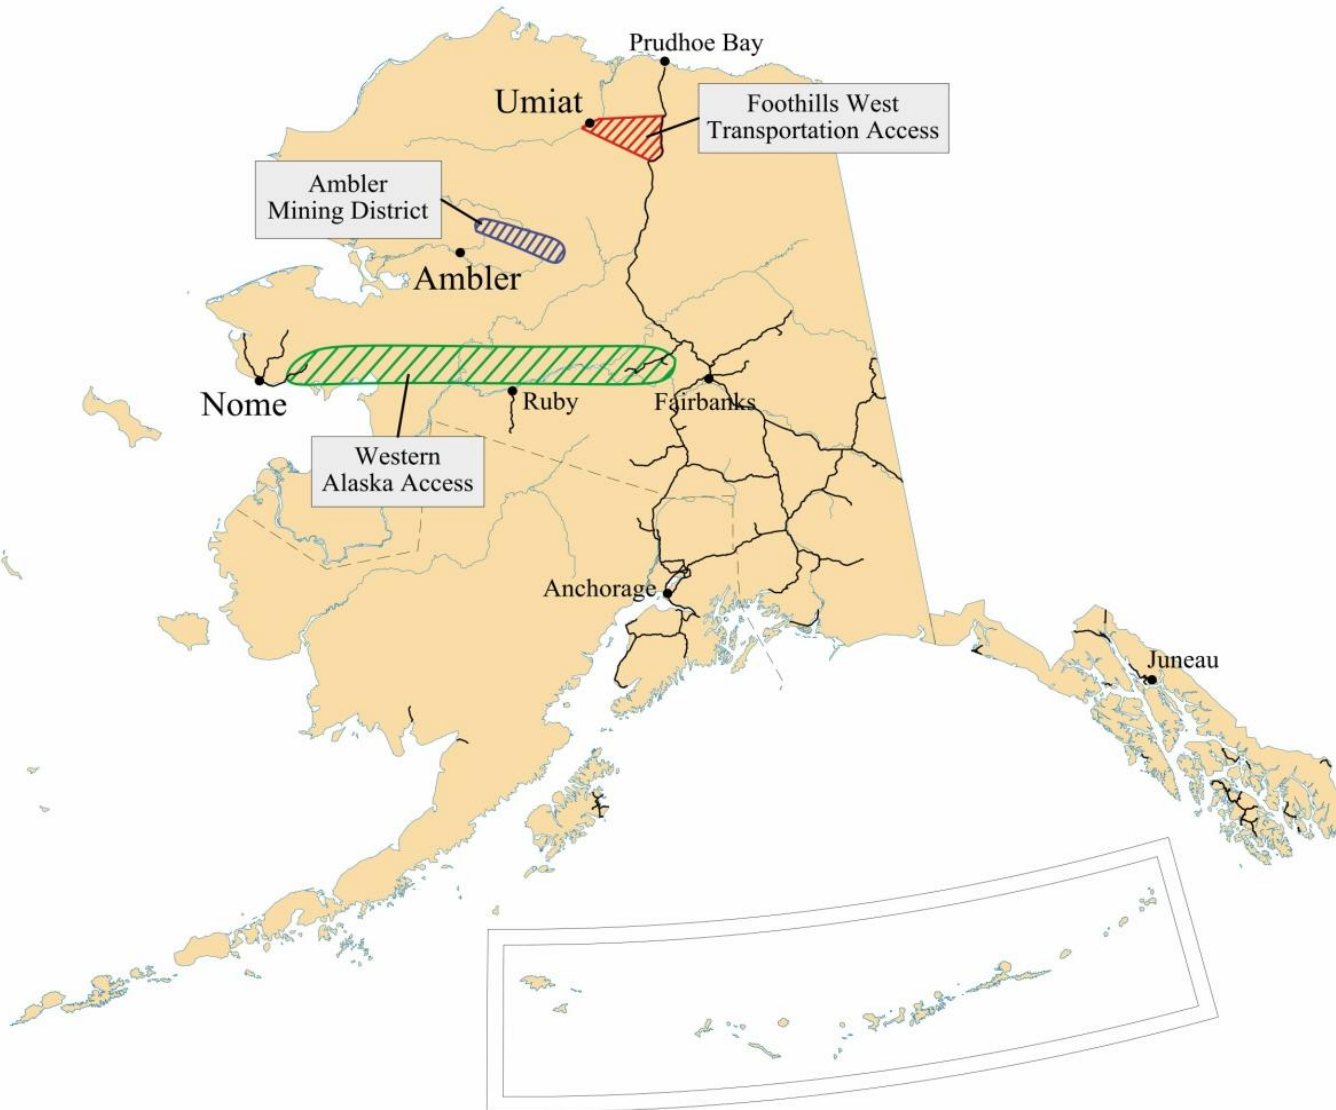 Prudhoe Bay
Umiat
Foothills West
Transportation Access
Ambler
Mining District
Ambler
Nome
Ruby
Fairbanks
Western
Alaska Access
Anchorage
Juneau